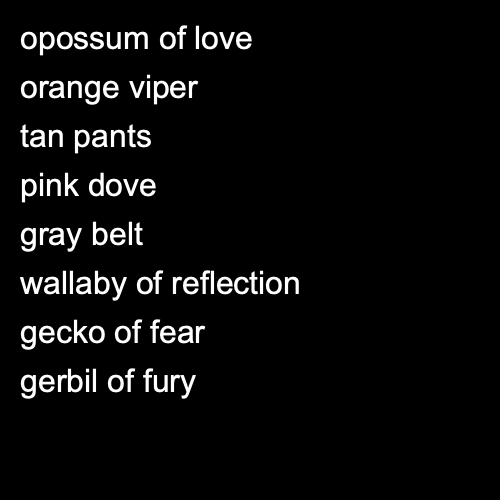 opossum of love
orange viper
tan pants
pink dove
gray belt
wallaby of reflection
gecko of fear
gerbil of fury